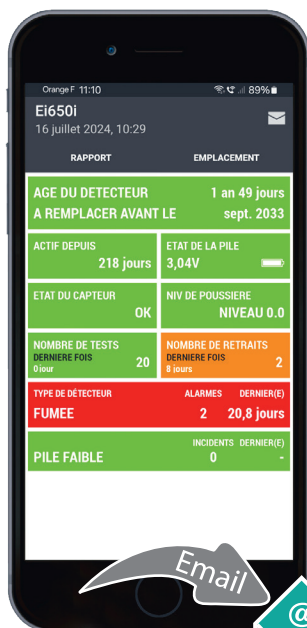 Orange F 11:10 89%
Ei650i
16 juillet 2024, 10:29
RAPPORT EMPLACEMENT
AGE DU DETECTEUR 1 an 49 jours
A REMPLACER AVANT LE sept. 2033
ACTIF DEPUIS
218 jours
ETAT DE LA PILE
3,04V
ETAT DU CAPTEUR
OK
NIV DE POUSSIERE
NIVEAU 0.0
NOMBRE DE TESTS
DERNIERE FOIS
0 jour
20
NOMBRE DE RETRAITS
DERNIERE FOIS
8 jours
2
TYPE DE DÉTECTEUR ALARMES DERNIER(E)
FUMEE 2 20,8 jours
INCIDENTS DERNIER(E)
PILE FAIBLE 0 -
Email
@